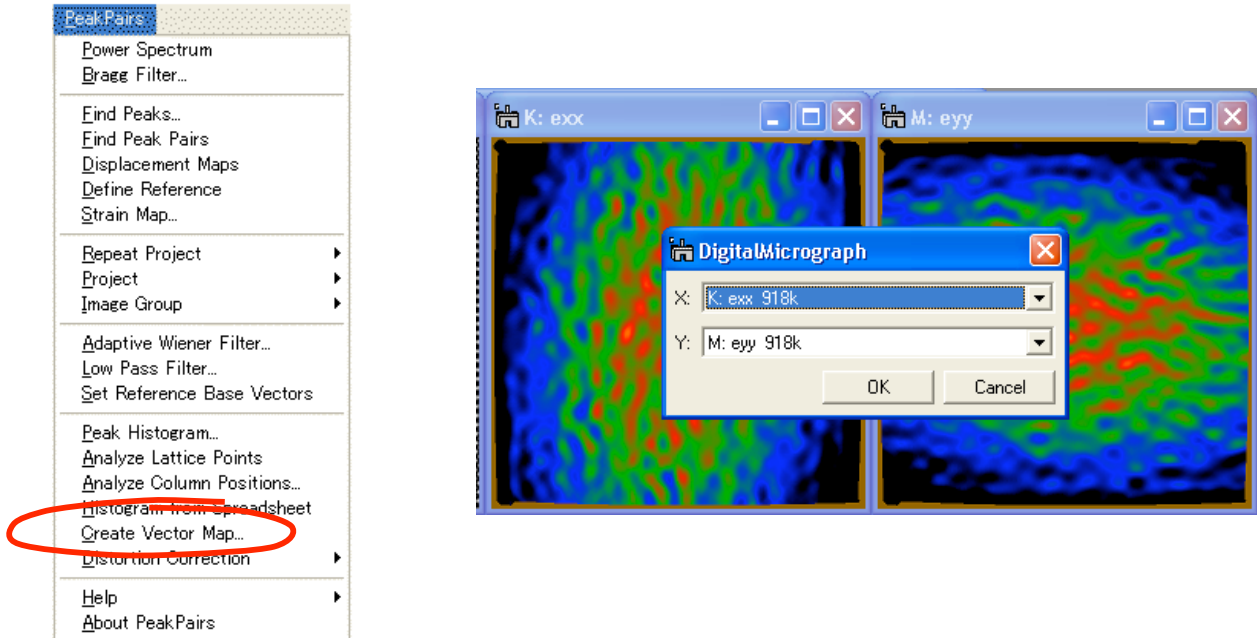 PeakPairs
Power Spectrum
Bragg Filter...
Find Peaks...
Find Peak Pairs
Displacement Maps
Define Reference
Strain Map...
Repeat Project
Project
Image Group
Adaptive Wiener Filter...
Low Pass Filter...
Set Reference Base Vectors
Peak Histogram...
Analyze Lattice Points
Analyze Column Positions...
Histogram from Spreadsheet
Create Vector Map...
Distortion Correction
Help
About PeakPairs
K: exx
M: eyy
DigitalMicrograph
X: K: exx 918k
Y: M: eyy 918k
OK Cancel